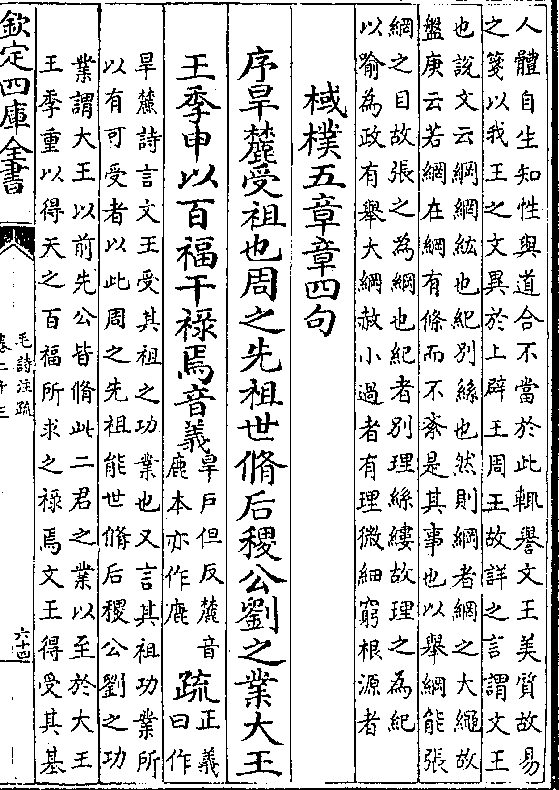 人體自生知性與道合不當於此輒譽文王美質故易
之箋以我王之文異於上辟王周王故詳之言謂文王
也說文云綱網紘也紀別絲也然則綱者網之大繩故
盤庚云若網在綱有條而不紊是其事也以舉綱能張
網之目故張之為綱也紀者別理絲縷故理之為紀
以喻為政有舉大綱赦小過者有理微細窮根源者
棫樸五章章四句
序旱麓受祖也周之先祖世脩后稷公劉之業大王
王季申以百福干禄焉音義
旱戶但反麓音
鹿本亦作鹿
疏
正義
曰作
旱麓詩言文王受其祖之功業也又言其祖功業所
以有可受者以此周之先祖能世脩后稷公劉之功
業謂大王以前先公皆脩此二君之業以至於大王
王季重以得天之百福所求之禄焉文王得受其基
欽定四庫全書
毛詩注疏
卷二十三
六十四